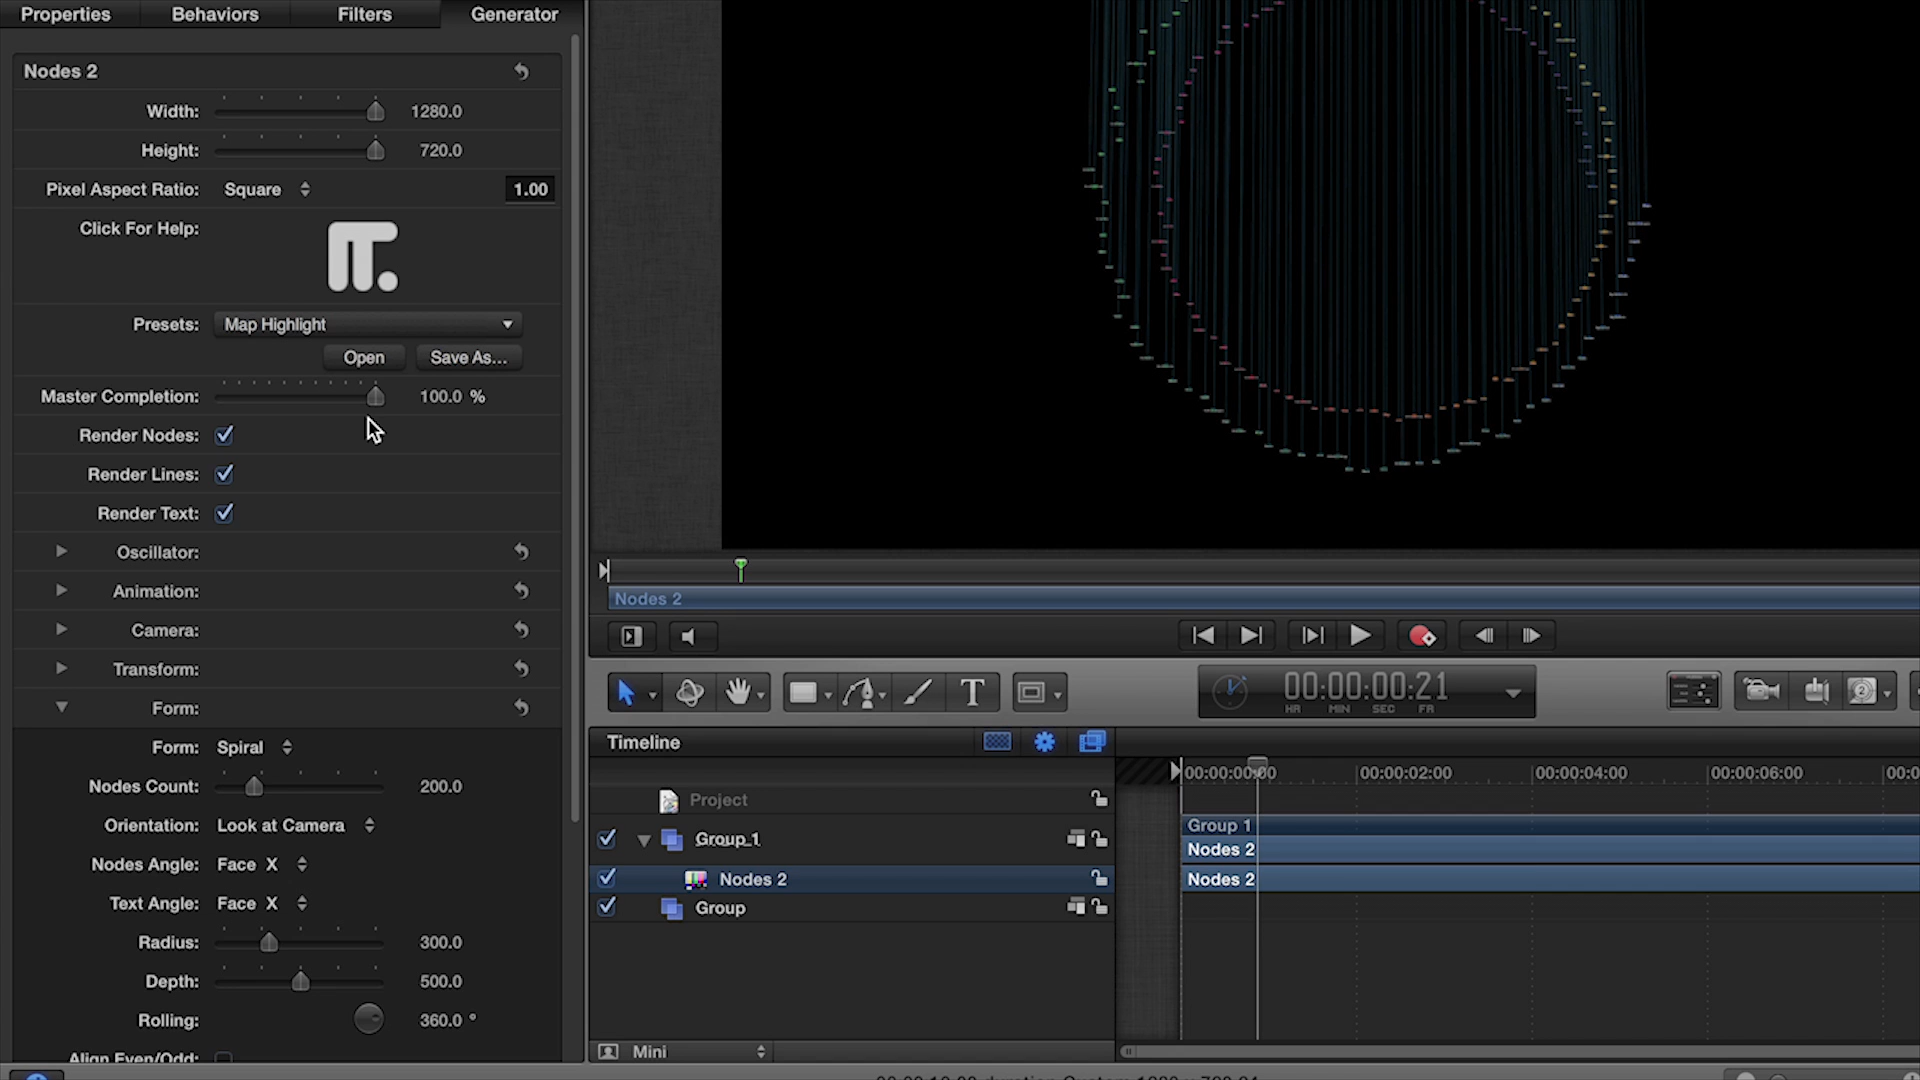 Properties Behaviors Filters Generator
Nodes 2
Width: 1280.0
Height: 720.0
Pixel Aspect Ratio: Square 1.00
Click For Help:
Presets: Map Highlight
Open Save As...
Master Completion: 100.0 %
Render Nodes:
Render Lines:
Render Text:
Oscillator:
Animation:
Camera:
Transform:
Form:
Form: Spiral
Nodes Count: 200.0
Orientation: Look at Camera
Nodes Angle: Face X
Text Angle: Face X
Radius: 300.0
Depth: 500.0
Rolling: 360.0 °
Align Even/Odd:
Nodes 2
T
00:00:00:21
HR MIN SEC FR
2
Timeline
00:00:00:00 00:00:02:00 00:00:04:00 00:00:06:00
Project
Group 1
Nodes 2
Group
Group 1
Nodes 2
Nodes 2
Mini